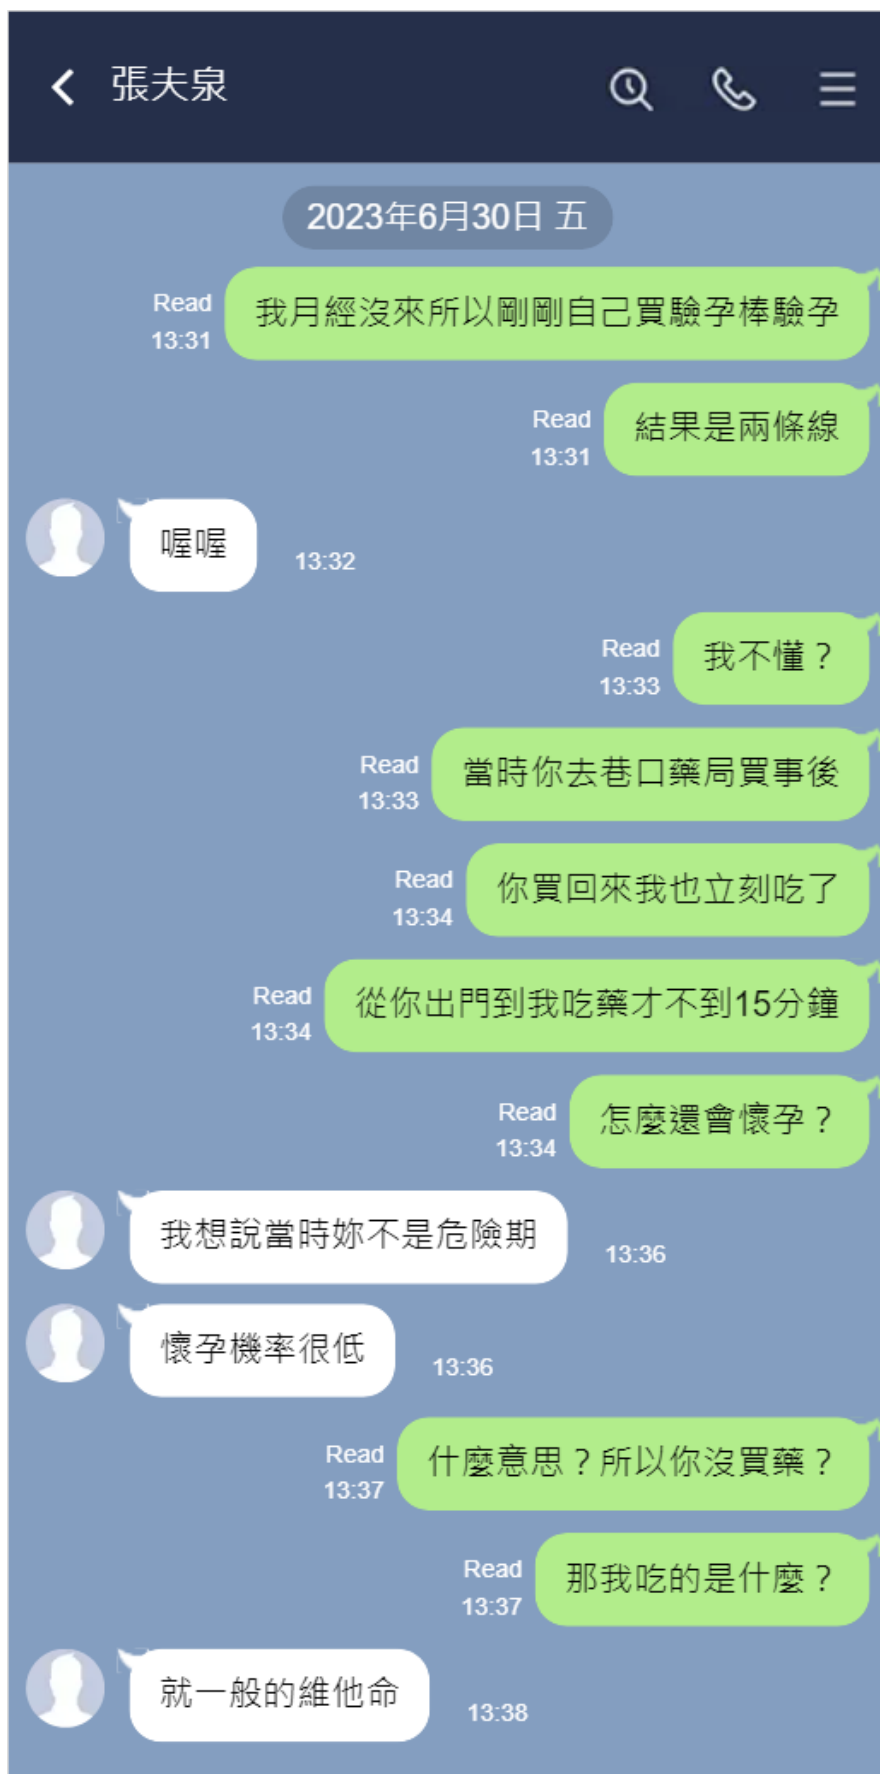 張夫泉
2023年6月30日 五
我月經沒來所以剛剛自己買驗孕棒驗孕
Read
13:31
結果是兩條線
Read
13:31
喔喔
13:32
我不懂？
Read
13:33
當時你去巷口藥局買事後
Read
13:33
你買回來我也立刻吃了
Read
13:34
從你出門到我吃藥才不到15分鐘
Read
13:34
怎麼還會懷孕？
Read
13:34
我想說當時妳不是危險期
13:36
懷孕機率很低
13:36
什麼意思？所以你沒買藥？
Read
13:37
那我吃的是什麼？
Read
13:37
就一般的維他命
13:38